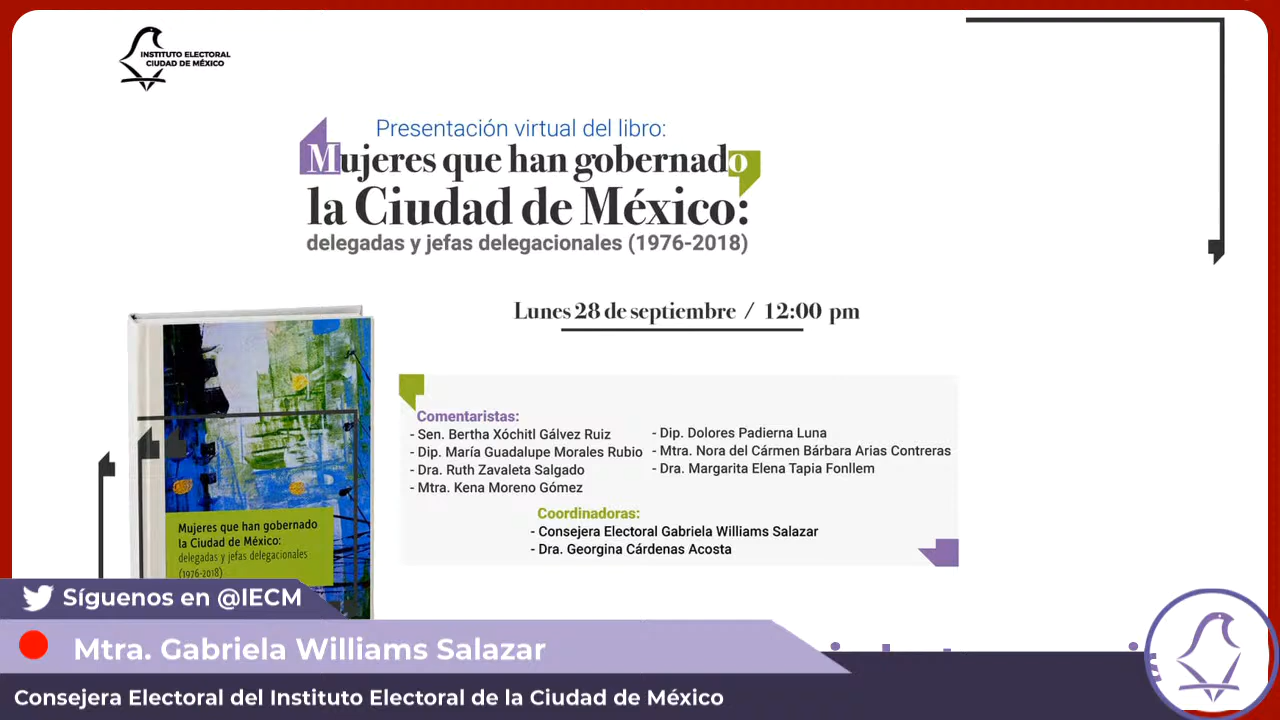 INSTITUTO ELECTORAL
CIUDAD DE MÉXICO
Presentación virtual del libro:
Mujeres que han gobernado
la Ciudad de México:
delegadas y jefas delegacionales (1976-2018)
Lunes 28 de septiembre / 12:00 pm
Comentaristas:
- Sen. Bertha Xóchitl Gálvez Ruiz
- Dip. María Guadalupe Morales Rubio
- Dra. Ruth Zavaleta Salgado
- Mtra. Kena Moreno Gómez
- Dip. Dolores Padierna Luna
- Mtra. Nora del Cármen Bárbara Arias Contreras
- Dra. Margarita Elena Tapia Fonllem
Coordinadoras:
- Consejera Electoral Gabriela Williams Salazar
- Dra. Georgina Cárdenas Acosta
Mujeres que han gobernado
la Ciudad de México:
delegadas y jefas delegacionales
(1976-2018)
Síguenos en @IECM
Mtra. Gabriela Williams Salazar
Consejera Electoral del Instituto Electoral de la Ciudad de México